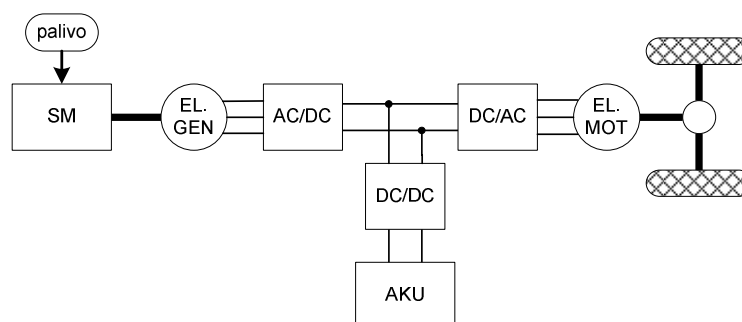 palivo
SM
EL.
GEN
AC/DC
DC/AC
EL.
MOT
DC/DC
AKU